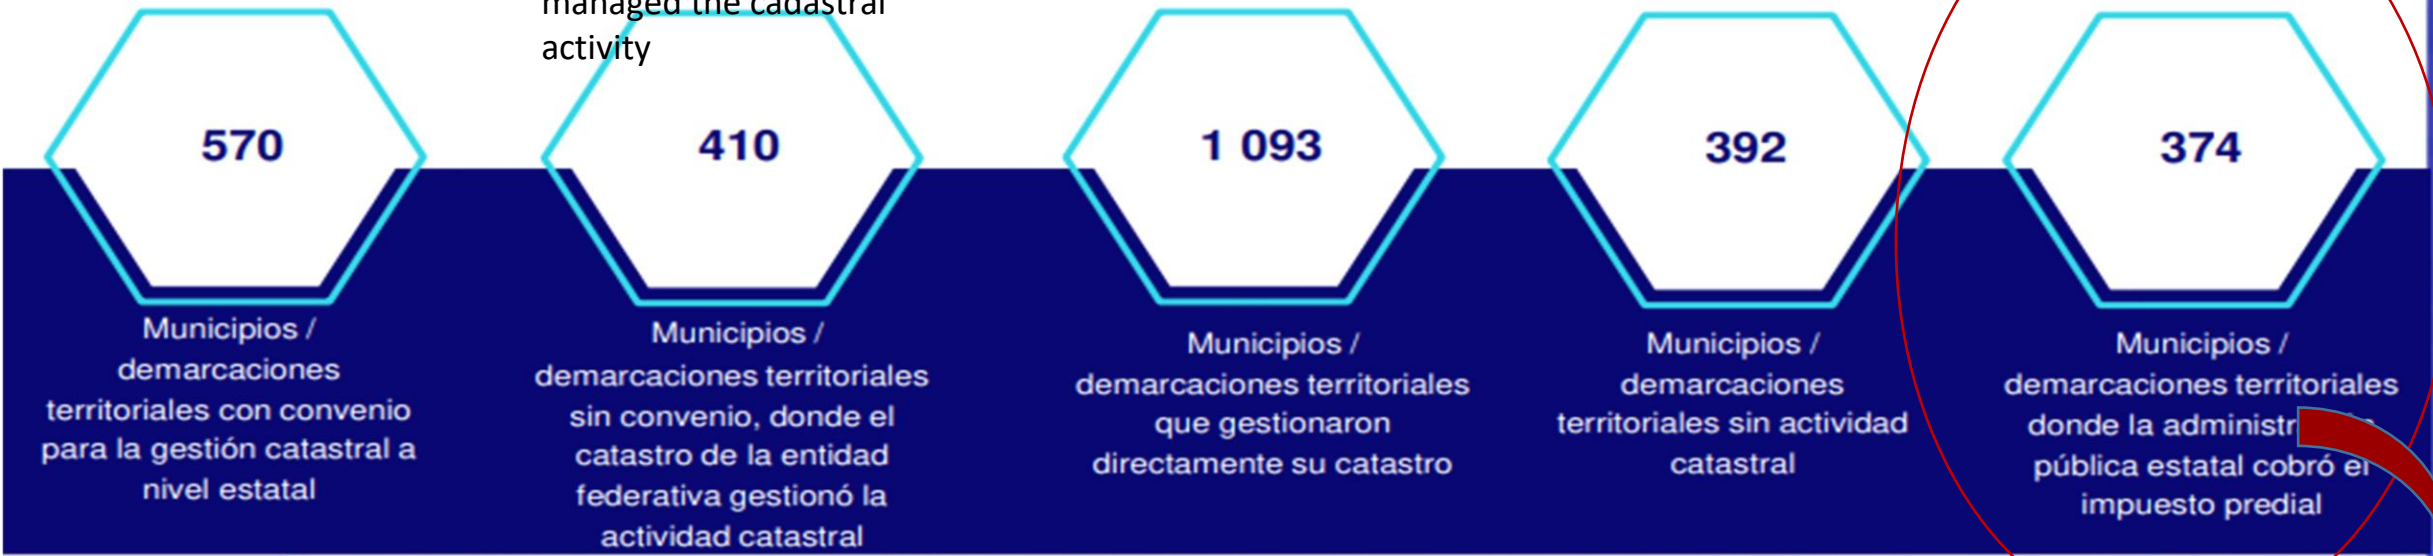 managed the cadastral
activity
570
Municipios /
demarcaciones
territoriales con convenio
para la gestión catastral a
nivel estatal
410
Municipios /
demarcaciones territoriales
sin convenio, donde el
catastro de la entidad
federativa gestionó la
actividad catastral
1 093
Municipios /
demarcaciones territoriales
que gestionaron
directamente su catastro
392
Municipios /
demarcaciones
territoriales sin actividad
catastral
374
Municipios /
demarcaciones territoriales
donde la
pública estatal cobró el
impuesto predial